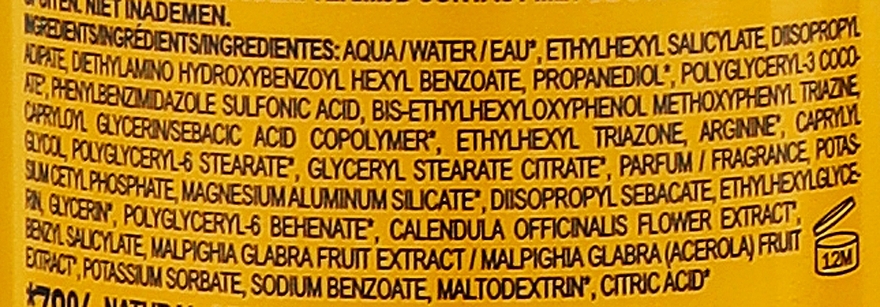 NIET INADEMEN.
INGREDIENTS/INGRÉDIENTS/INGREDIENTES: AQUA / WATER / EAU*, ETHYLHEXYL SALICYLATE, DIISOPROPYL
ADIPATE, DIETHYLAMINO HYDROXYBENZOYL HEXYL BENZOATE, PROPANEDIOL*, POLYGLYCERYL-3 COCO-
ATE*, PHENYLBENZIMIDAZOLE SULFONIC ACID, BIS-ETHYLHEXYLOXYPHENOL METHOXYPHENYL TRIAZINE,
CAPRYLOYL GLYCERIN/SEBACIC ACID COPOLYMER*, ETHYLHEXYL TRIAZONE, ARGININE*, CAPRYLYL
GLYCOL, POLYGLYCERYL-6 STEARATE*, GLYCERYL STEARATE CITRATE*, PARFUM / FRAGRANCE, POTAS-
SIUM CETYL PHOSPHATE, MAGNESIUM ALUMINUM SILICATE*, DIISOPROPYL SEBACATE, ETHYLHEXYLGLYCE-
RIN, GLYCERIN*, POLYGLYCERYL-6 BEHENATE*, CALENDULA OFFICINALIS FLOWER EXTRACT*,
BENZYL SALICYLATE, MALPIGHIA GLABRA FRUIT EXTRACT / MALPIGHIA GLABRA (ACEROLA) FRUIT
EXTRACT*, POTASSIUM SORBATE, SODIUM BENZOATE, MALTODEXTRIN*, CITRIC ACID*
12M